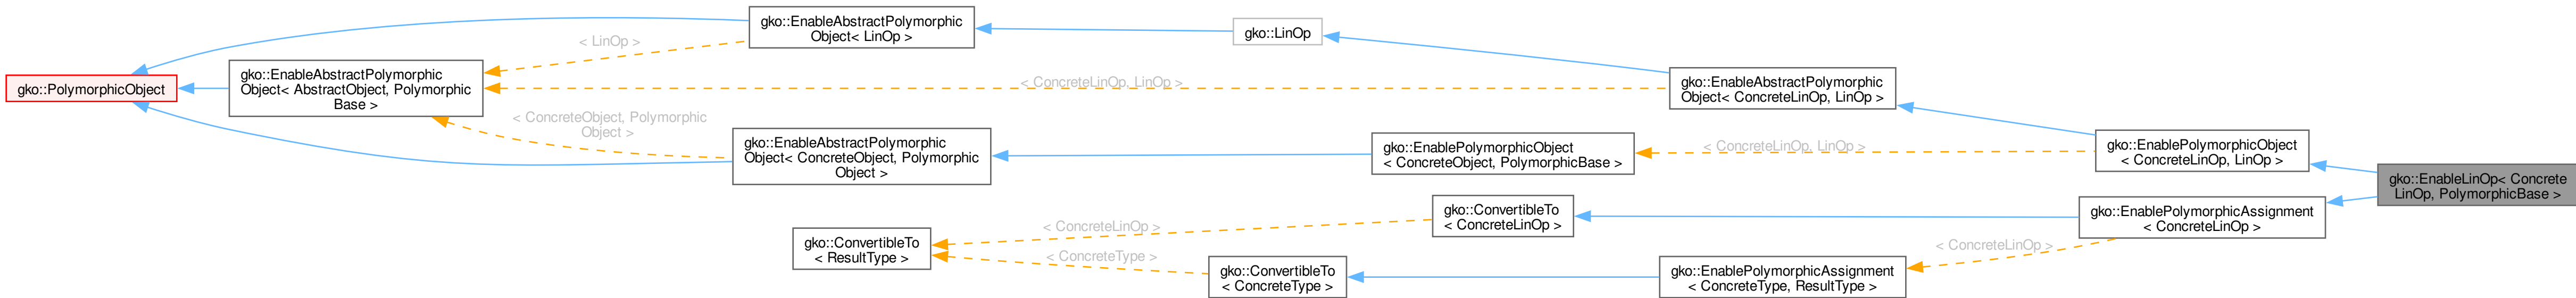 gko::PolymorphicObject
gko::EnableAbstractPolymorphic
Object< AbstractObject, Polymorphic
Base >
gko::EnableAbstractPolymorphic
Object< LinOp >
< LinOp >
gko::LinOp
< ConcreteLinOp, LinOp >
gko::EnableAbstractPolymorphic
Object< ConcreteLinOp, LinOp >
< ConcreteObject, Polymorphic
Object >
gko::EnableAbstractPolymorphic
Object< ConcreteObject, Polymorphic
Object >
gko::EnablePolymorphicObject
< ConcreteObject, PolymorphicBase >
< ConcreteLinOp, LinOp >
gko::EnablePolymorphicObject
< ConcreteLinOp, LinOp >
gko::EnableLinOp< Concrete
LinOp, PolymorphicBase >
gko::ConvertibleTo
< ResultType >
< ConcreteLinOp >
gko::ConvertibleTo
< ConcreteLinOp >
gko::EnablePolymorphicAssignment
< ConcreteLinOp >
< ConcreteType >
gko::ConvertibleTo
< ConcreteType >
gko::EnablePolymorphicAssignment
< ConcreteType, ResultType >
< ConcreteLinOp >